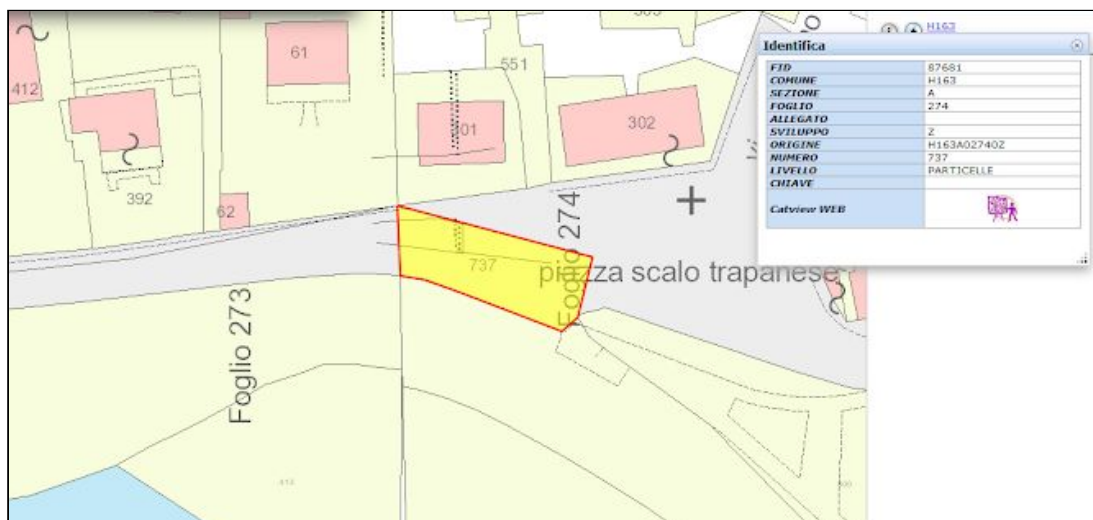 H163
Identifica
FID 87681
COMUNE H163
SEZIONE A
FOGLIO 274
ALLEGATO
SVILUPPO Z
ORIGINE H163A02740Z
NUMERO 737
LIVELLO PARTICELLE
CHIAVE
Catview WEB
61
551
412
302
392
62
737
piazza scalo trapanese
Foglio 274
Foglio 273